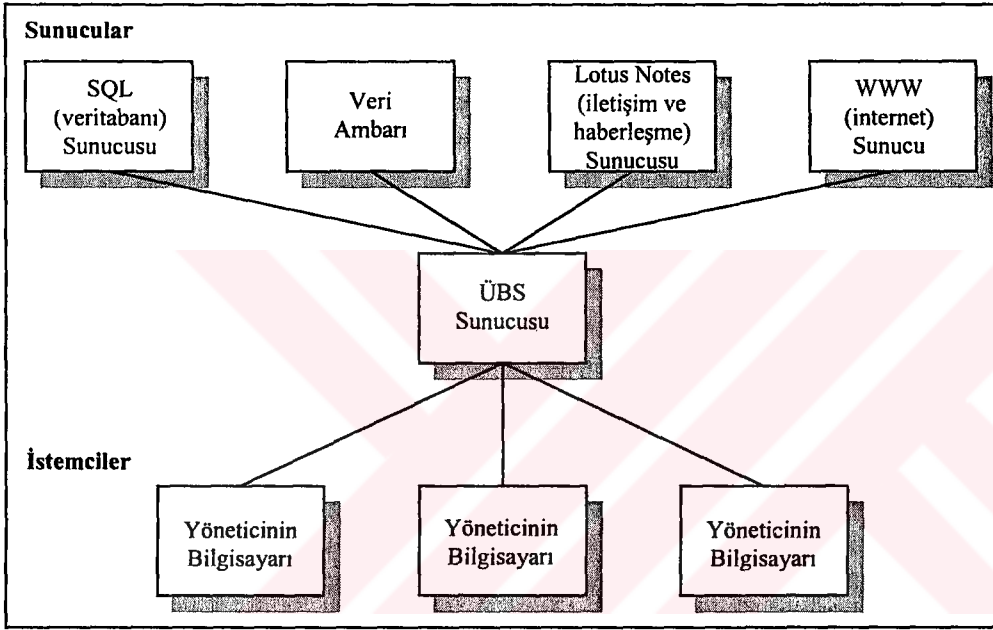 Sunucular
SQL
(veritabanı)
Sunucusu
Veri
Ambarı
Lotus Notes
(iletişim ve
haberleşme)
Sunucusu
WWW
(internet)
Sunucu
ÜBS
Sunucusu
İstemciler
Yöneticinin
Bilgisayarı
Yöneticinin
Bilgisayarı
Yöneticinin
Bilgisayarı